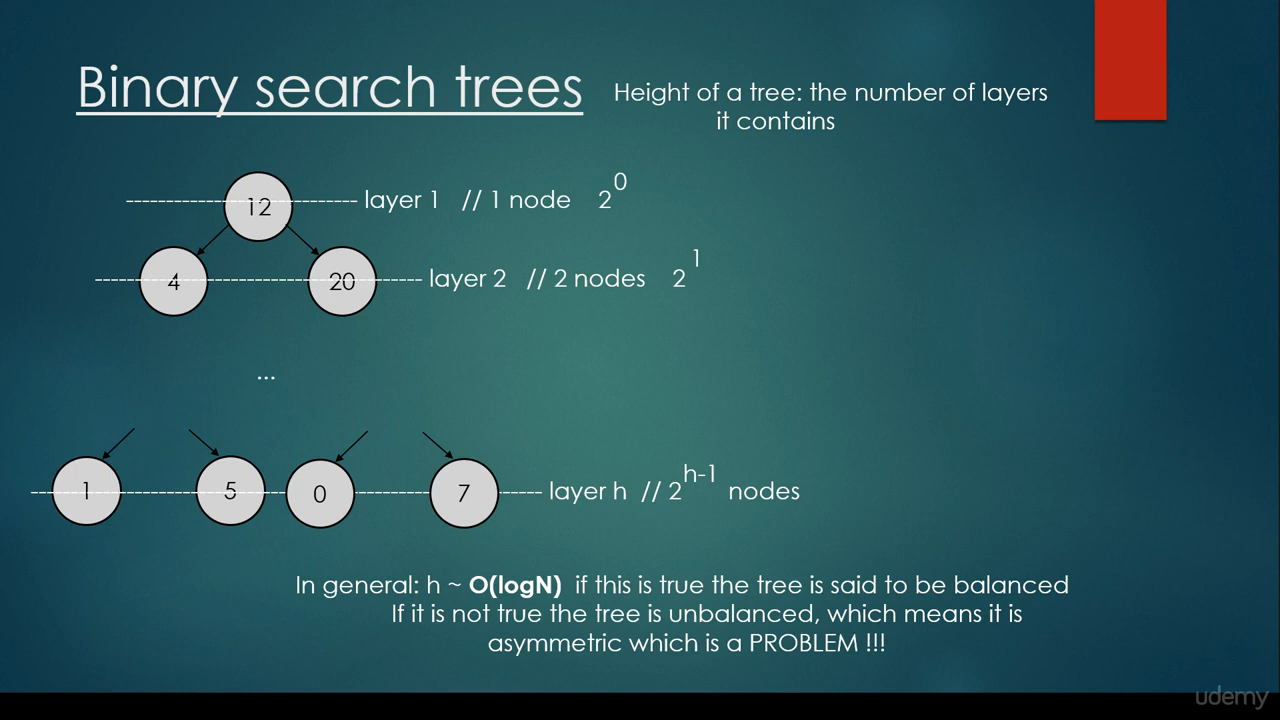 Binary search trees
Height of a tree: the number of layers
it contains
12
layer 1 // 1 node 2^0
4 20
layer 2 // 2 nodes 2^1
...
1 5 0 7
layer h // 2^h-1 nodes
In general: h ~ O(logN) if this is true the tree is said to be balanced
If it is not true the tree is unbalanced, which means it is
asymmetric which is a PROBLEM !!!
udemy